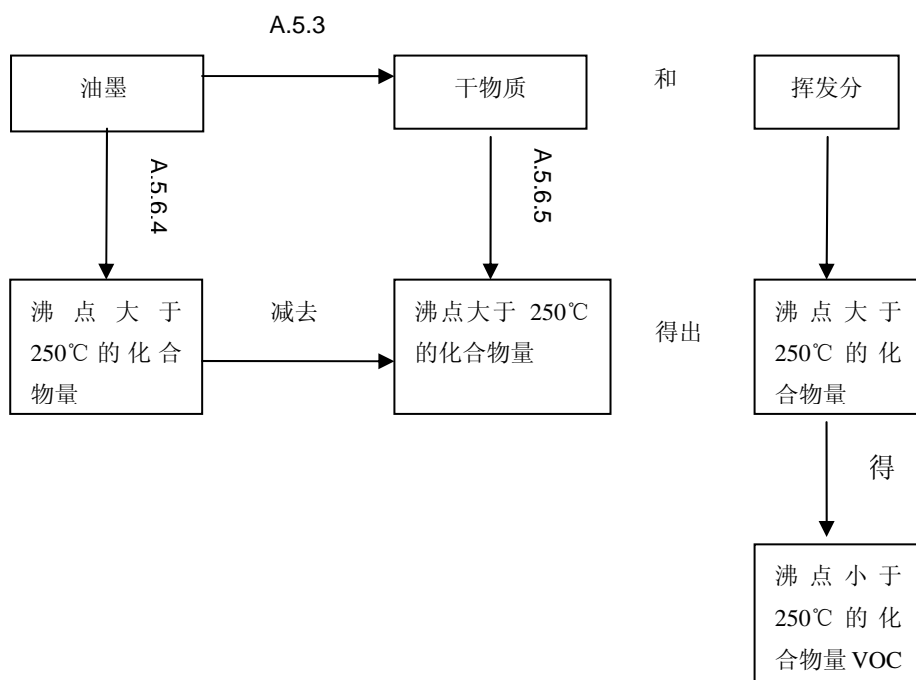 A.5.3
油墨
干物质
和
挥发分
A.5.6.4
A.5.6.5
沸点大于
250℃的化合
物量
减去
沸点大于 250℃
的化合物量
得出
沸点大于
250℃的化
合物量
得
沸点小于
250℃的化
合物量 VOC